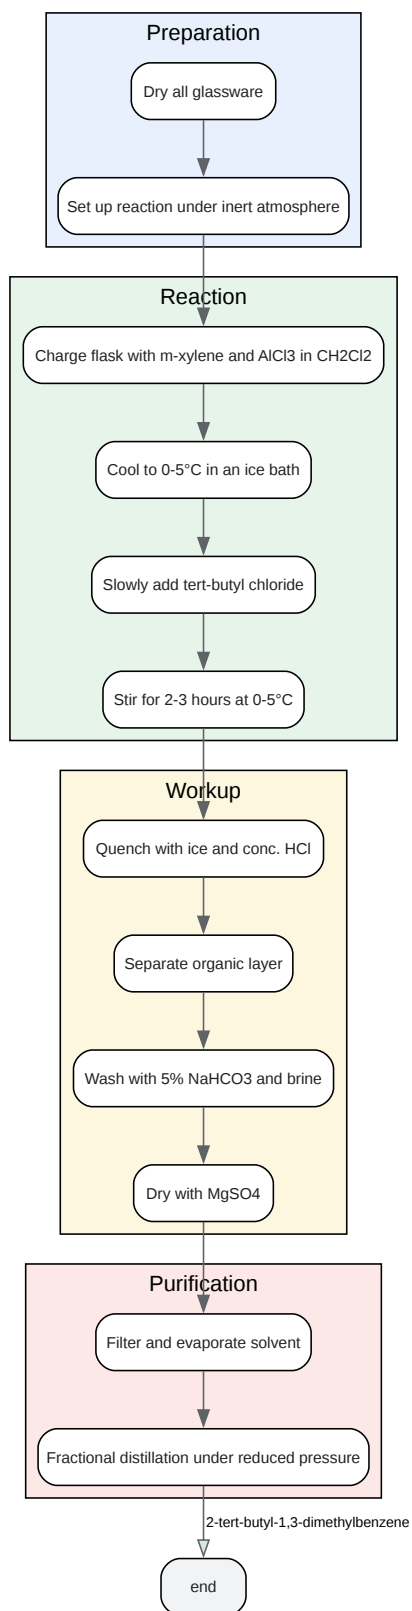 Preparation
Dry all glassware
Set up reaction under inert atmosphere
Reaction
Charge flask with m-xylene and AlCl3 in CH2Cl2
Cool to 0-5°C in an ice bath
Slowly add tert-butyl chloride
Stir for 2-3 hours at 0-5°C
Workup
Quench with ice and conc. HCl
Separate organic layer
Wash with 5% NaHCO3 and brine
Dry with MgSO4
Purification
Filter and evaporate solvent
Fractional distillation under reduced pressure
2-tert-butyl-1,3-dimethylbenzene
end